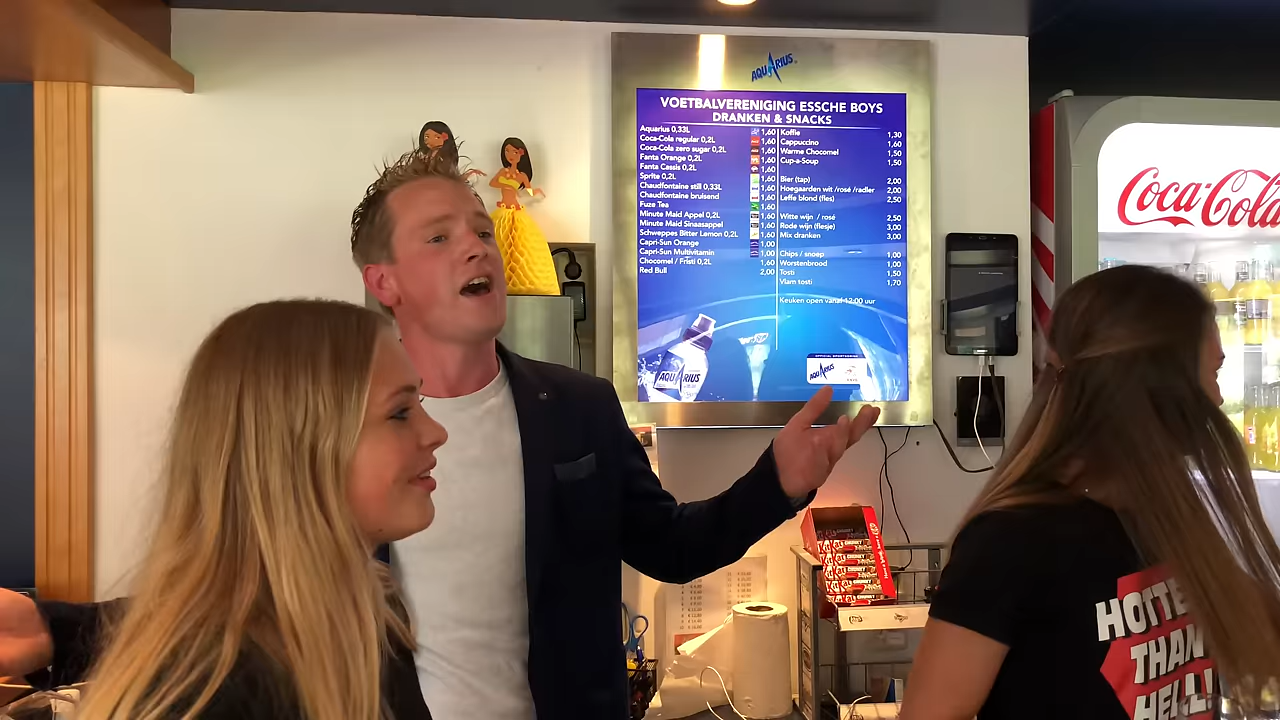 AQUARIUS
VOETBALVERENIGING ESSCHE BOYS
DRANKEN & SNACKS
Aquarius 0,33L 1,60
Coca-Cola regular 0,2L 1,60
Coca-Cola zero sugar 0,2L 1,60
Fanta Orange 0,2L 1,60
Fanta Cassis 0,2L 1,60
Sprite 0,2L 1,60
Chaudfontaine still 0,33L 1,60
Chaudfontaine bruisend 1,60
Fuze Tea 1,60
Minute Maid Appel 0,2L 1,60
Minute Maid Sinaasappel 1,60
Schweppes Bitter Lemon 0,2L 1,60
Capri-Sun Orange 1,00
Capri-Sun Multivitamin 1,00
Chocomel / Fristi 0,2L 1,60
Red Bull 2,00
Koffie 1,30
Cappuccino 1,60
Warme Chocomel 1,50
Cup-a-Soup 1,50
Bier (tap) 2,00
Hoegaarden wit /rosé /radler 2,00
Leffe blond (fles) 2,50
Witte wijn / rosé 2,50
Rode wijn (flesje) 3,00
Mix dranken 3,00
Chips / snoep 1,00
Worstenbrood 1,00
Tosti 1,50
Vlam tosti 1,70
Keuken open vanaf 12:00 uur
AQUARIUS
AQUARIUS
Coca-Cola
CHUNKY
HOTTE
THAN
HELL!